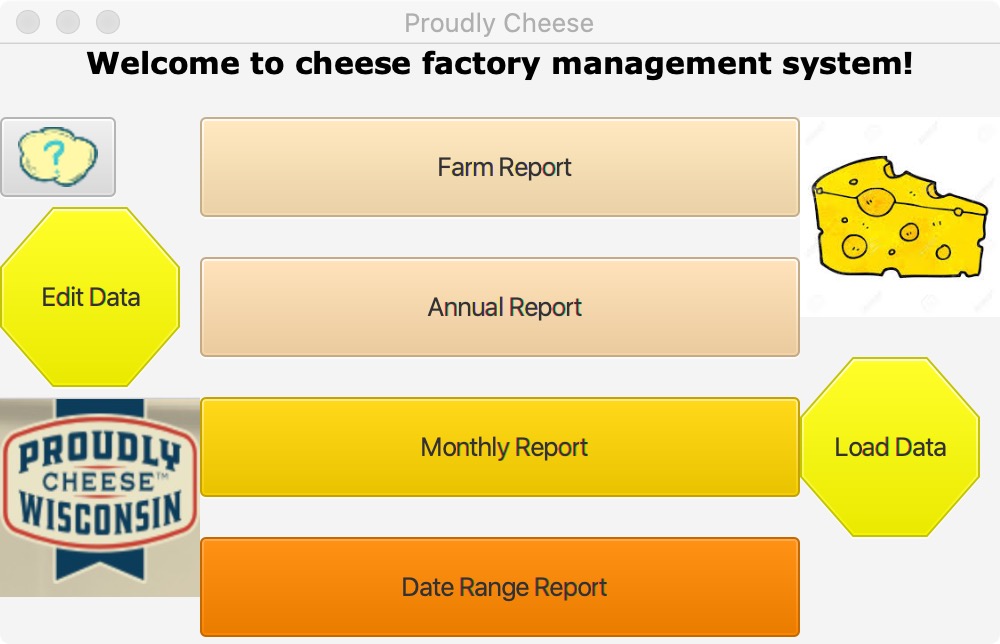 Proudly Cheese
Welcome to cheese factory management system!
?
Farm Report
Edit Data
Annual Report
PROUDLY
CHEESE™
WISCONSIN
Monthly Report
Load Data
Date Range Report